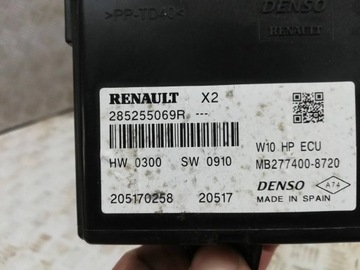 >PP-TD40<
DENSO
RENAULT
RENAULT X2
285255069R ---
W10 HP ECU
HW 0300 SW 0910
MB277400-8720
DENSO A74
205170258 20517
MADE IN SPAIN